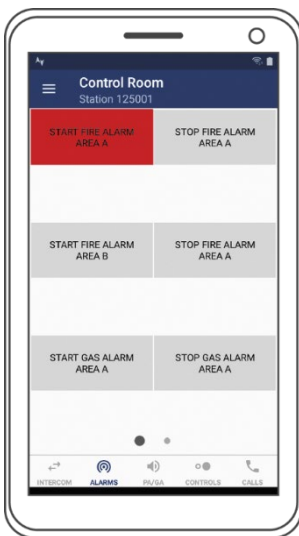 Control Room
Station 125001
START FIRE ALARM
AREA A
STOP FIRE ALARM
AREA A
START FIRE ALARM
AREA B
STOP FIRE ALARM
AREA A
START GAS ALARM
AREA A
STOP GAS ALARM
AREA A
INTERCOM ALARMS PA/GA CONTROLS CALLS